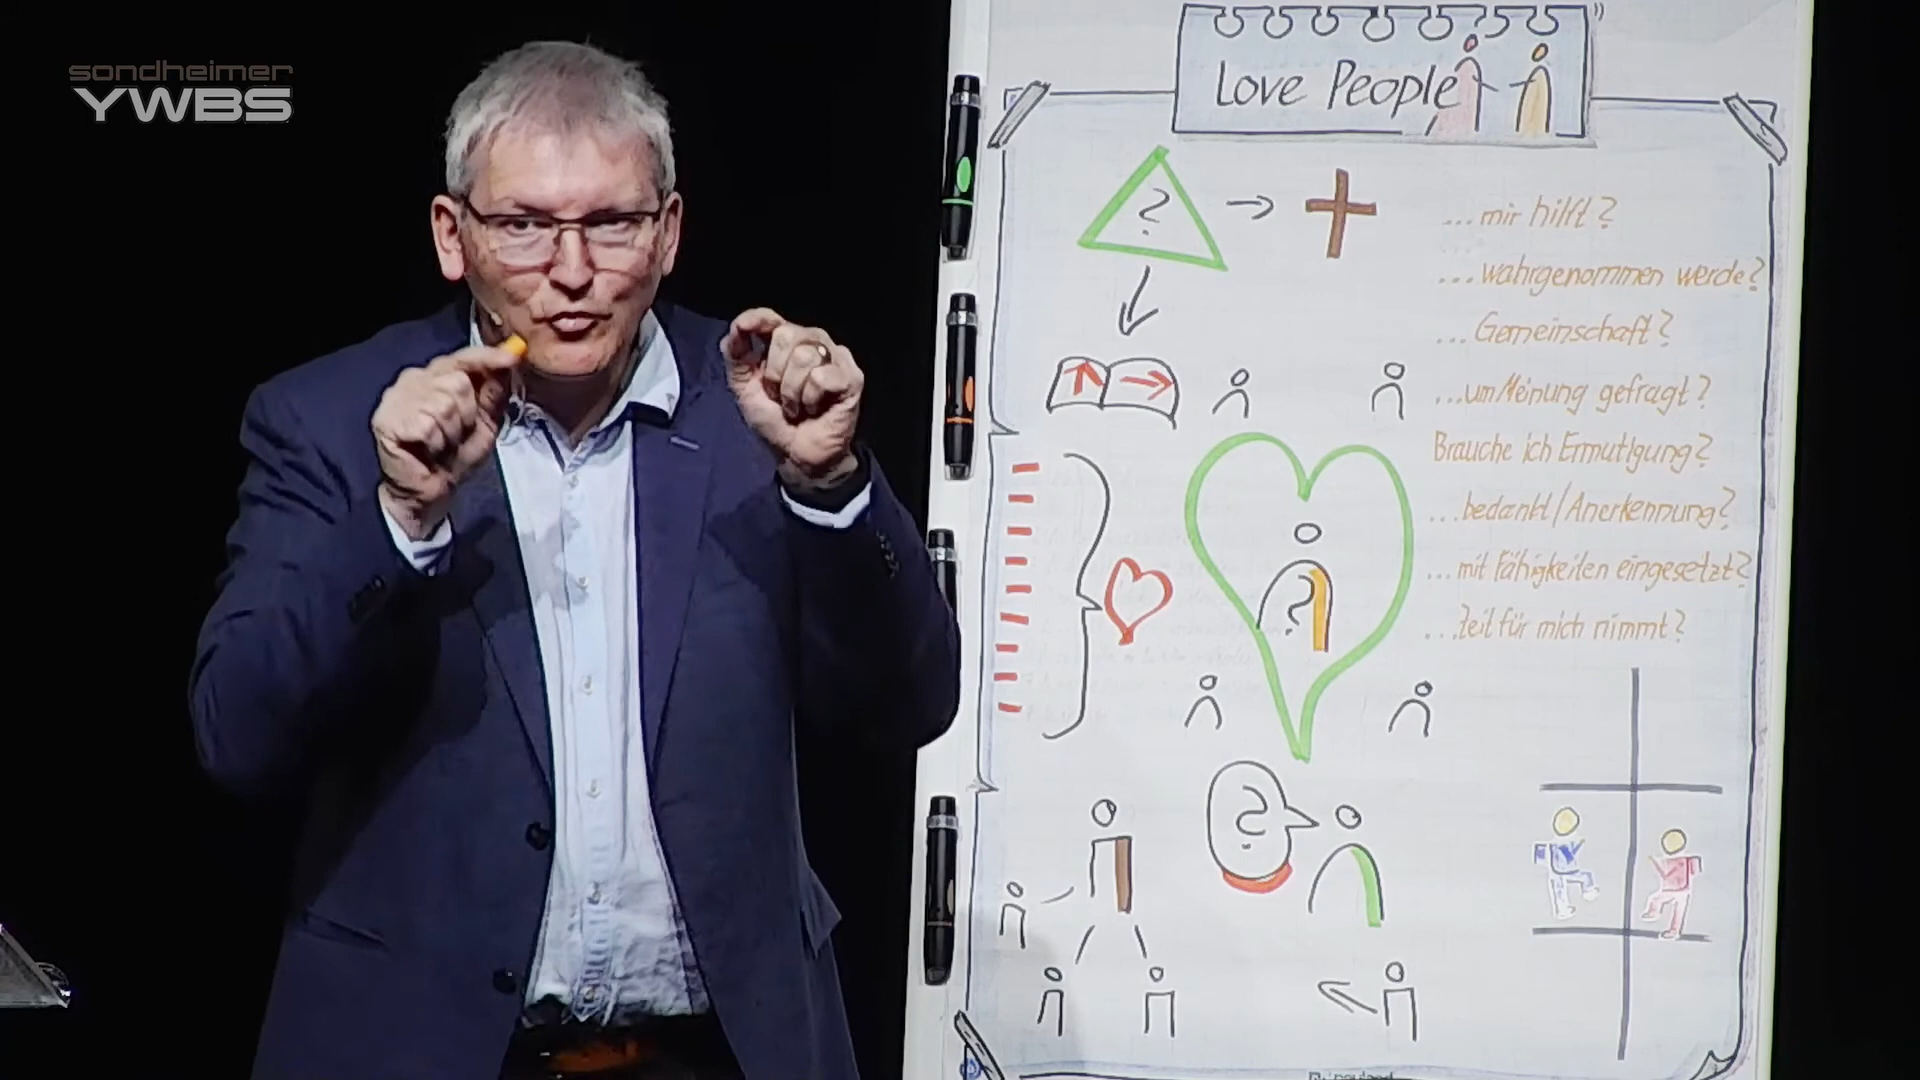 sondheimer
YWBS
Love People
?
...mir hilft?
...wahrgenommen werde?
...Gemeinschaft?
...um Meinung gefragt?
Brauche ich Ermutigung?
...bedankt/Anerkennung?
...mit Fähigkeiten eingesetzt?
...Zeit für mich nimmt?
?
?